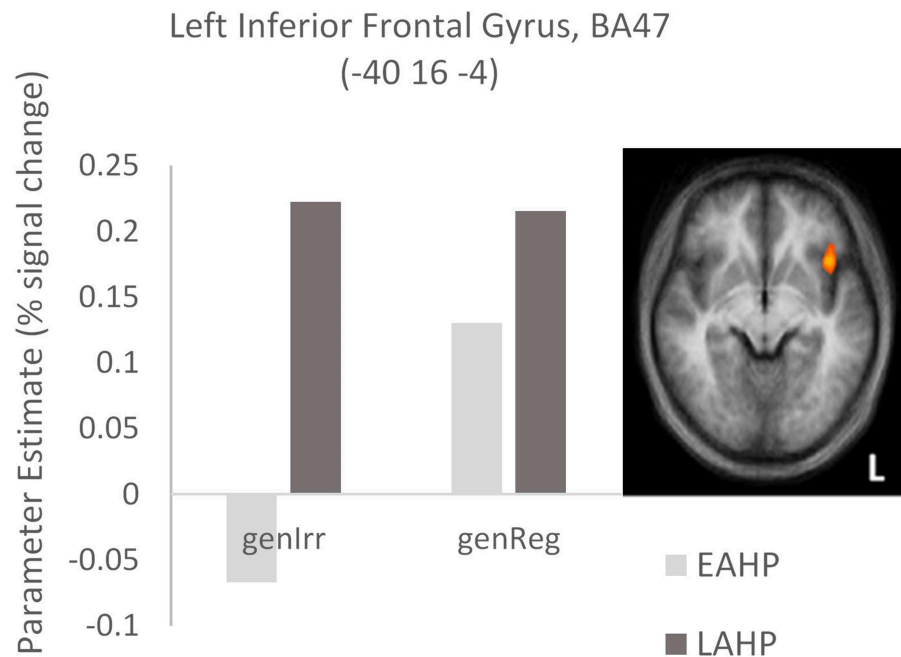 Left Inferior Frontal Gyrus, BA47
(-40 16 -4)
Parameter Estimate (% signal change)
0.25
0.2
0.15
0.1
0.05
0
-0.05
-0.1
genIrr
genReg
L
EAHP
LAHP